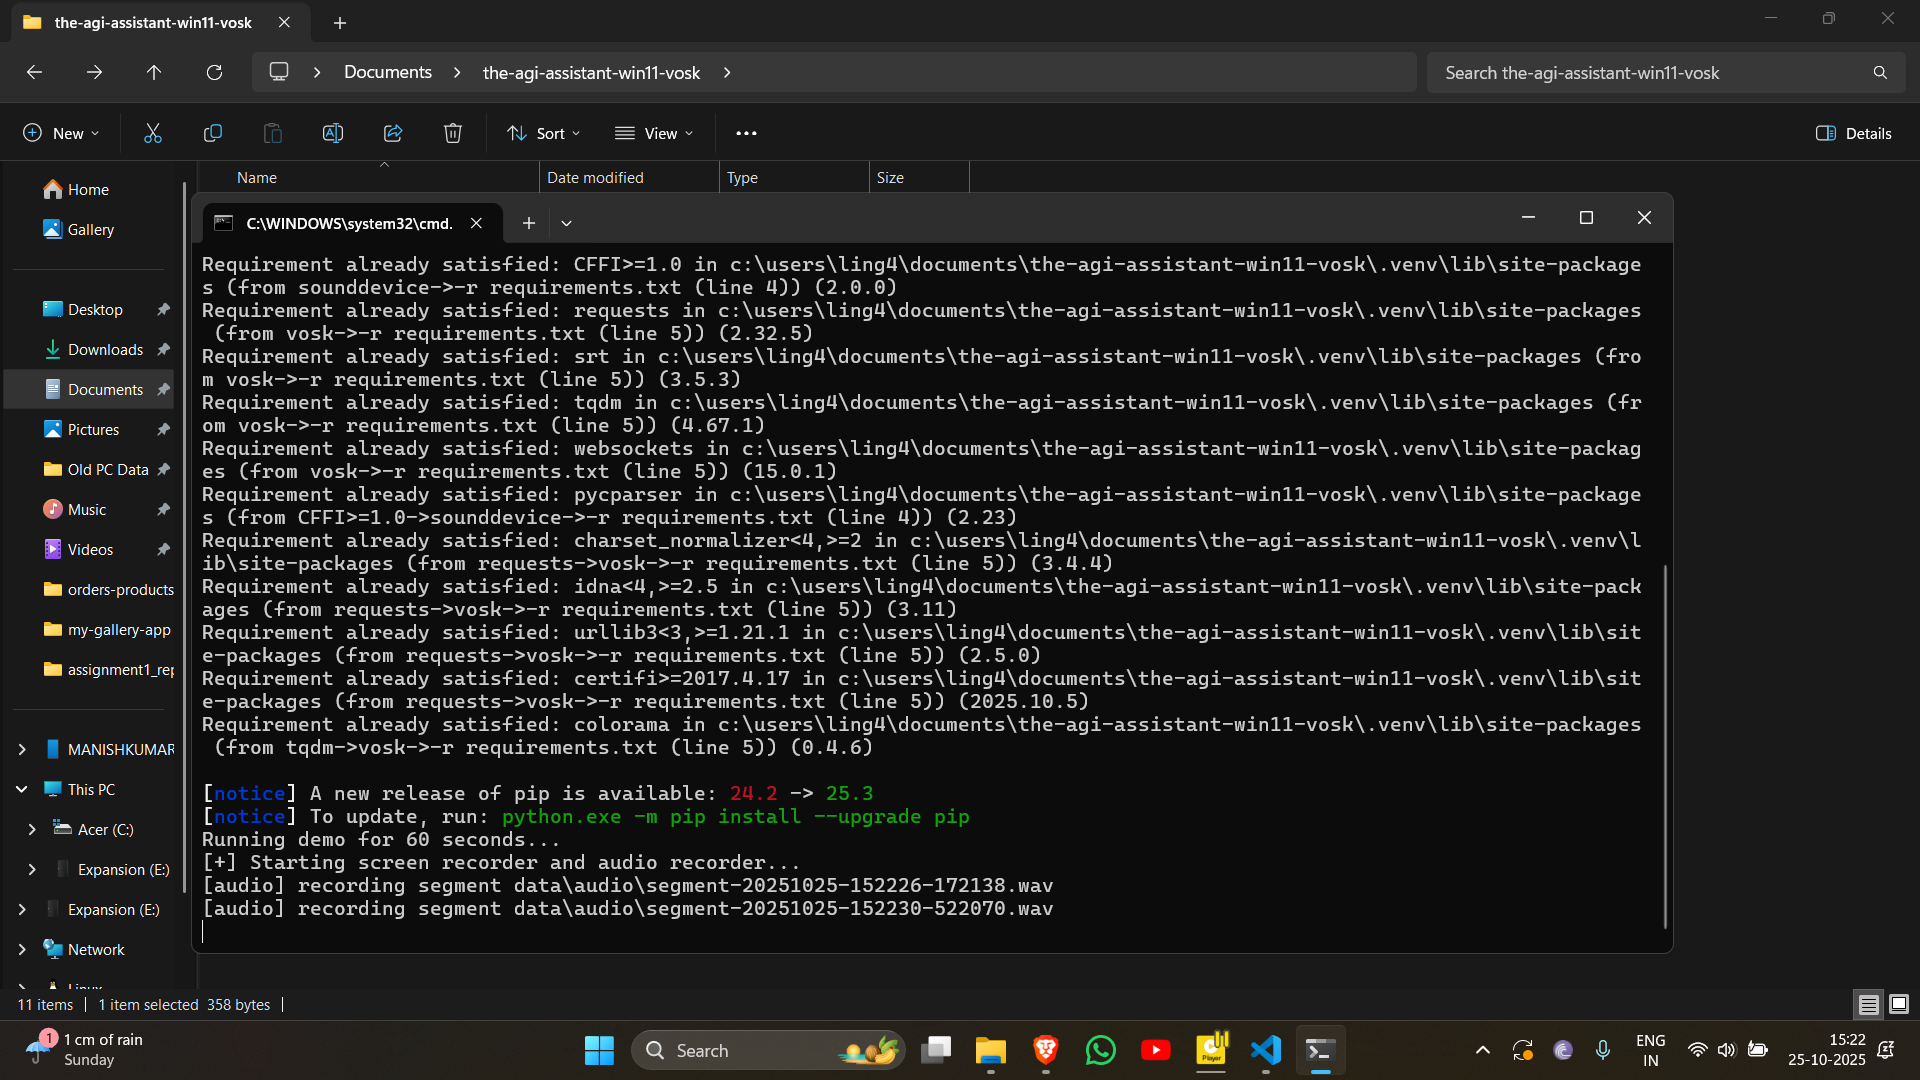 the-agi-assistant-win11-vosk
Documents
the-agi-assistant-win11-vosk
Search the-agi-assistant-win11-vosk
New
Sort
View
Details
Name
Date modified
Type
Size
Home
Gallery
Desktop
Downloads
Documents
Pictures
Old PC Data
Music
Videos
orders-products
my-gallery-app
assignment1_rep
MANISHKUMAR
This PC
Acer (C:)
Expansion (E:)
Expansion (E:)
Network
Linux
C:\WINDOWS\system32\cmd.
Requirement already satisfied: CFFI>=1.0 in c:\users\ling4\documents\the-agi-assistant-win11-vosk\.venv\lib\site-package
s (from sounddevice->-r requirements.txt (line 4)) (2.0.0)
Requirement already satisfied: requests in c:\users\ling4\documents\the-agi-assistant-win11-vosk\.venv\lib\site-packages
(from vosk->-r requirements.txt (line 5)) (2.32.5)
Requirement already satisfied: srt in c:\users\ling4\documents\the-agi-assistant-win11-vosk\.venv\lib\site-packages (fro
m vosk->-r requirements.txt (line 5)) (3.5.3)
Requirement already satisfied: tqdm in c:\users\ling4\documents\the-agi-assistant-win11-vosk\.venv\lib\site-packages (fr
om vosk->-r requirements.txt (line 5)) (4.67.1)
Requirement already satisfied: websockets in c:\users\ling4\documents\the-agi-assistant-win11-vosk\.venv\lib\site-packag
es (from vosk->-r requirements.txt (line 5)) (15.0.1)
Requirement already satisfied: pycparser in c:\users\ling4\documents\the-agi-assistant-win11-vosk\.venv\lib\site-package
s (from CFFI>=1.0->sounddevice->-r requirements.txt (line 4)) (2.23)
Requirement already satisfied: charset_normalizer<4,>=2 in c:\users\ling4\documents\the-agi-assistant-win11-vosk\.venv\l
ib\site-packages (from requests->vosk->-r requirements.txt (line 5)) (3.4.4)
Requirement already satisfied: idna<4,>=2.5 in c:\users\ling4\documents\the-agi-assistant-win11-vosk\.venv\lib\site-pack
ages (from requests->vosk->-r requirements.txt (line 5)) (3.11)
Requirement already satisfied: urllib3<3,>=1.21.1 in c:\users\ling4\documents\the-agi-assistant-win11-vosk\.venv\lib\sit
e-packages (from requests->vosk->-r requirements.txt (line 5)) (2.5.0)
Requirement already satisfied: certifi>=2017.4.17 in c:\users\ling4\documents\the-agi-assistant-win11-vosk\.venv\lib\sit
e-packages (from requests->vosk->-r requirements.txt (line 5)) (2025.10.5)
Requirement already satisfied: colorama in c:\users\ling4\documents\the-agi-assistant-win11-vosk\.venv\lib\site-packages
(from tqdm->vosk->-r requirements.txt (line 5)) (0.4.6)
[notice] A new release of pip is available: 24.2 -> 25.3
[notice] To update, run: python.exe -m pip install --upgrade pip
Running demo for 60 seconds...
[+] Starting screen recorder and audio recorder...
[audio] recording segment data\audio\segment-20251025-152226-172138.wav
[audio] recording segment data\audio\segment-20251025-152230-522070.wav
11 items
1 item selected 358 bytes
1
1 cm of rain
Sunday
Search
Player
ENG
IN
15:22
25-10-2025